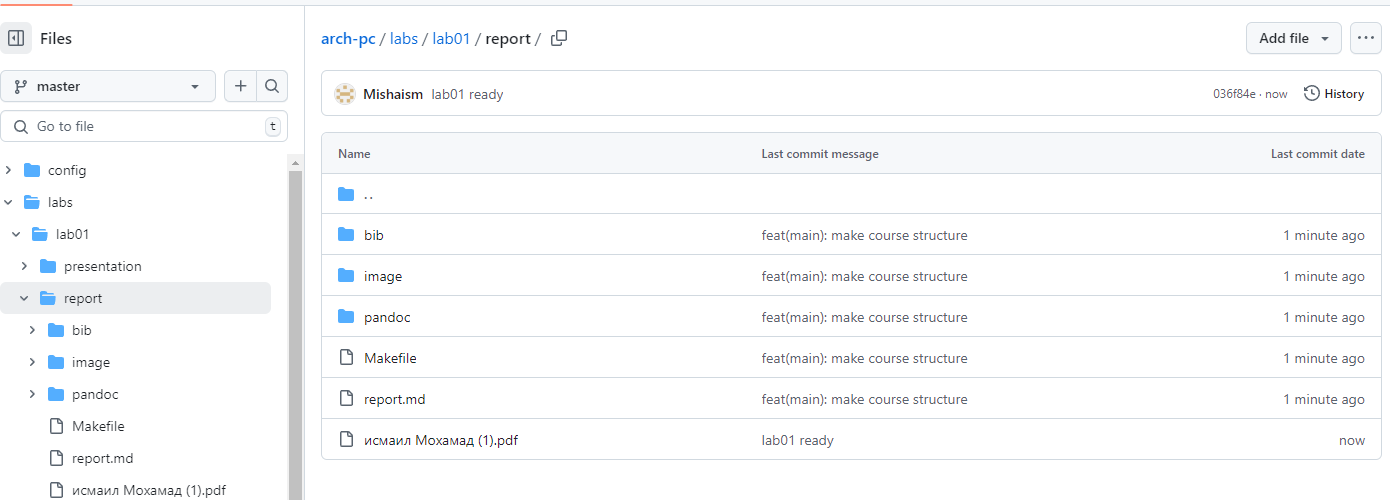 Files
master
Go to file
t
config
labs
lab01
presentation
report
bib
image
pandoc
Makefile
report.md
исмаил Мохамад (1).pdf
arch-pc / labs / lab01 / report /
Add file
Mishaism lab01 ready
036f84e · now
History
Name Last commit message Last commit date
..
bib feat(main): make course structure 1 minute ago
image feat(main): make course structure 1 minute ago
pandoc feat(main): make course structure 1 minute ago
Makefile feat(main): make course structure 1 minute ago
report.md feat(main): make course structure 1 minute ago
исмаил Мохамад (1).pdf lab01 ready now